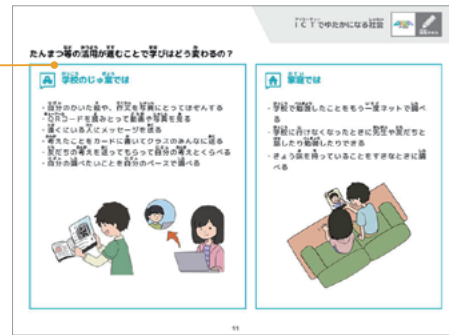 ICTでゆたかになる社会
たんまつ等の活用が進むことで学びはどう変わるの？
学校のじゅ業では
・自分のかいた絵や、作文を写真にとってほぞんする
・QRコードを読みとって動画や写真を見る
・遠くにいる人にメッセージを送る
・考えたことをカードに書いてクラスのみんなに送る
・友だちの考えを送ってもらって自分の考えとくらべる
・自分の調べたいことを自分のペースで調べる
家庭では
・学校で勉強したことをもう一度ネットで調べ
る
・学校に行けなくなったときに先生や友だちと
話したり勉強したりできる
・きょう味を持っていることをすきなときに調
べる
11